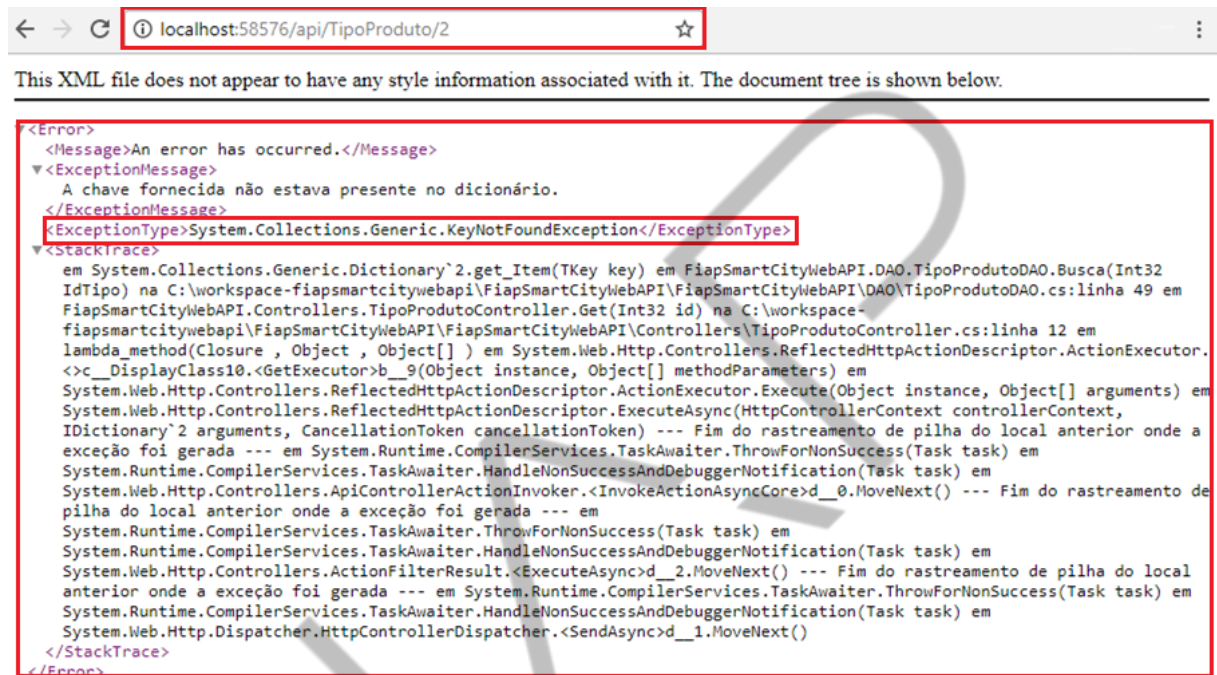 localhost:58576/api/TipoProduto/2
This XML file does not appear to have any style information associated with it. The document tree is shown below.
▼<Error>
<Message>An error has occurred.</Message>
▼<ExceptionMessage>
A chave fornecida não estava presente no dicionário.
</ExceptionMessage>
<ExceptionType>System.Collections.Generic.KeyNotFoundException</ExceptionType>
▼<StackTrace>
em System.Collections.Generic.Dictionary`2.get_Item(TKey key) em FiapSmartCityWebAPI.DAO.TipoProdutoDAO.Busca(Int32
IdTipo) na C:\workspace-fiapsmartcitywebapi\FiapSmartCityWebAPI\FiapSmartCityWebAPI\DAO\TipoProdutoDAO.cs:linha 49 em
FiapSmartCityWebAPI.Controllers.TipoProdutoController.Get(Int32 id) na C:\workspace-
fiapsmartcitywebapi\FiapSmartCityWebAPI\FiapSmartCityWebAPI\Controllers\TipoProdutoController.cs:linha 12 em
lambda_method(Closure , Object , Object[] ) em System.Web.Http.Controllers.ReflectedHttpActionDescriptor.ActionExecutor.
<>c__DisplayClass10.<GetExecutor>b__9(Object instance, Object[] methodParameters) em
System.Web.Http.Controllers.ReflectedHttpActionDescriptor.ActionExecutor.Execute(Object instance, Object[] arguments) em
System.Web.Http.Controllers.ReflectedHttpActionDescriptor.ExecuteAsync(HttpControllerContext controllerContext,
IDictionary`2 arguments, CancellationToken cancellationToken) --- Fim do rastreamento de pilha do local anterior onde a
exceção foi gerada --- em System.Runtime.CompilerServices.TaskAwaiter.ThrowForNonSuccess(Task task) em
System.Runtime.CompilerServices.TaskAwaiter.HandleNonSuccessAndDebuggerNotification(Task task) em
System.Web.Http.Controllers.ApiControllerActionInvoker.<InvokeActionAsyncCore>d__0.MoveNext() --- Fim do rastreamento de
pilha do local anterior onde a exceção foi gerada --- em
System.Runtime.CompilerServices.TaskAwaiter.ThrowForNonSuccess(Task task) em
System.Runtime.CompilerServices.TaskAwaiter.HandleNonSuccessAndDebuggerNotification(Task task) em
System.Web.Http.Controllers.ActionFilterResult.<ExecuteAsync>d__2.MoveNext() --- Fim do rastreamento de pilha do local
anterior onde a exceção foi gerada --- em System.Runtime.CompilerServices.TaskAwaiter.ThrowForNonSuccess(Task task) em
System.Runtime.CompilerServices.TaskAwaiter.HandleNonSuccessAndDebuggerNotification(Task task) em
System.Web.Http.Dispatcher.HttpControllerDispatcher.<SendAsync>d__1.MoveNext()
</StackTrace>
</Error>